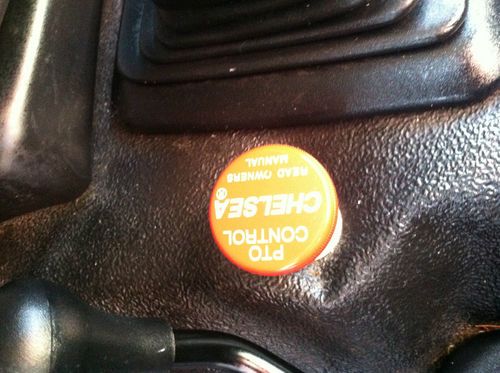 PTO
CONTROL
CHELSEA®
READ OWNERS
MANUAL